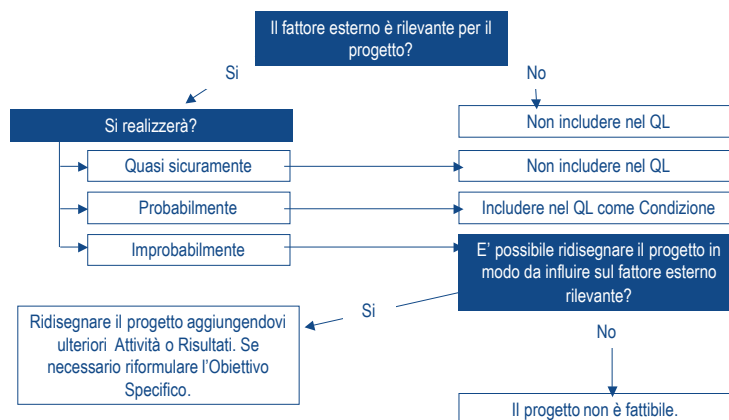 Il fattore esterno è rilevante per il
progetto?
Si
No
Si realizzerà?
Non includere nel QL
Quasi sicuramente
Non includere nel QL
Probabilmente
Includere nel QL come Condizione
Improbabilmente
E' possibile ridisegnare il progetto in
modo da influire sul fattore esterno
rilevante?
Si
Ridisegnare il progetto aggiungendovi
ulteriori Attività o Risultati. Se
necessario riformulare l'Obiettivo
Specifico.
No
Il progetto non è fattibile.